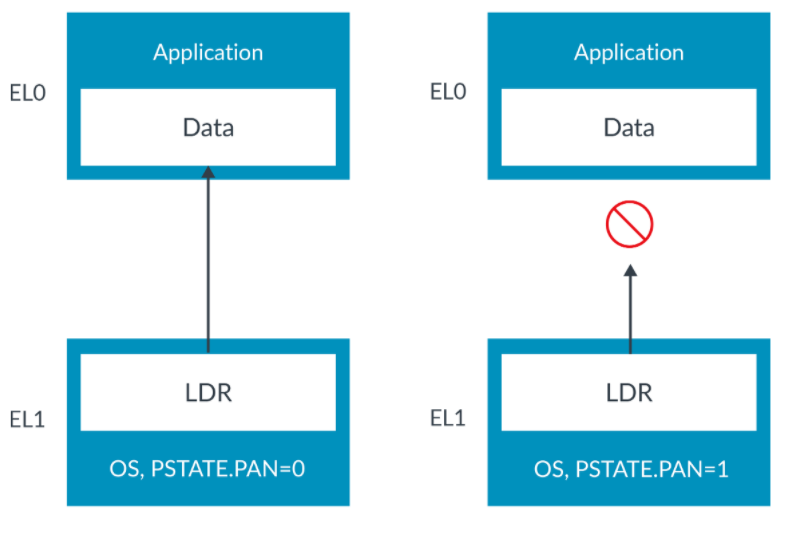 Application
EL0
Data
LDR
EL1
OS, PSTATE.PAN=0
Application
EL0
Data
LDR
EL1
OS, PSTATE.PAN=1